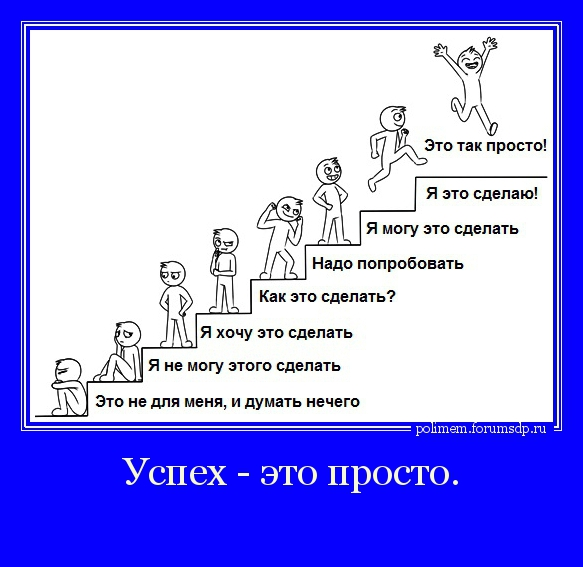 Это так просто!
Я это сделаю!
Я могу это сделать
Надо попробовать
Как это сделать?
Я хочу это сделать
Я не могу этого сделать
Это не для меня, и думать нечего
polimem.forumsdp.ru
Успех - это просто.